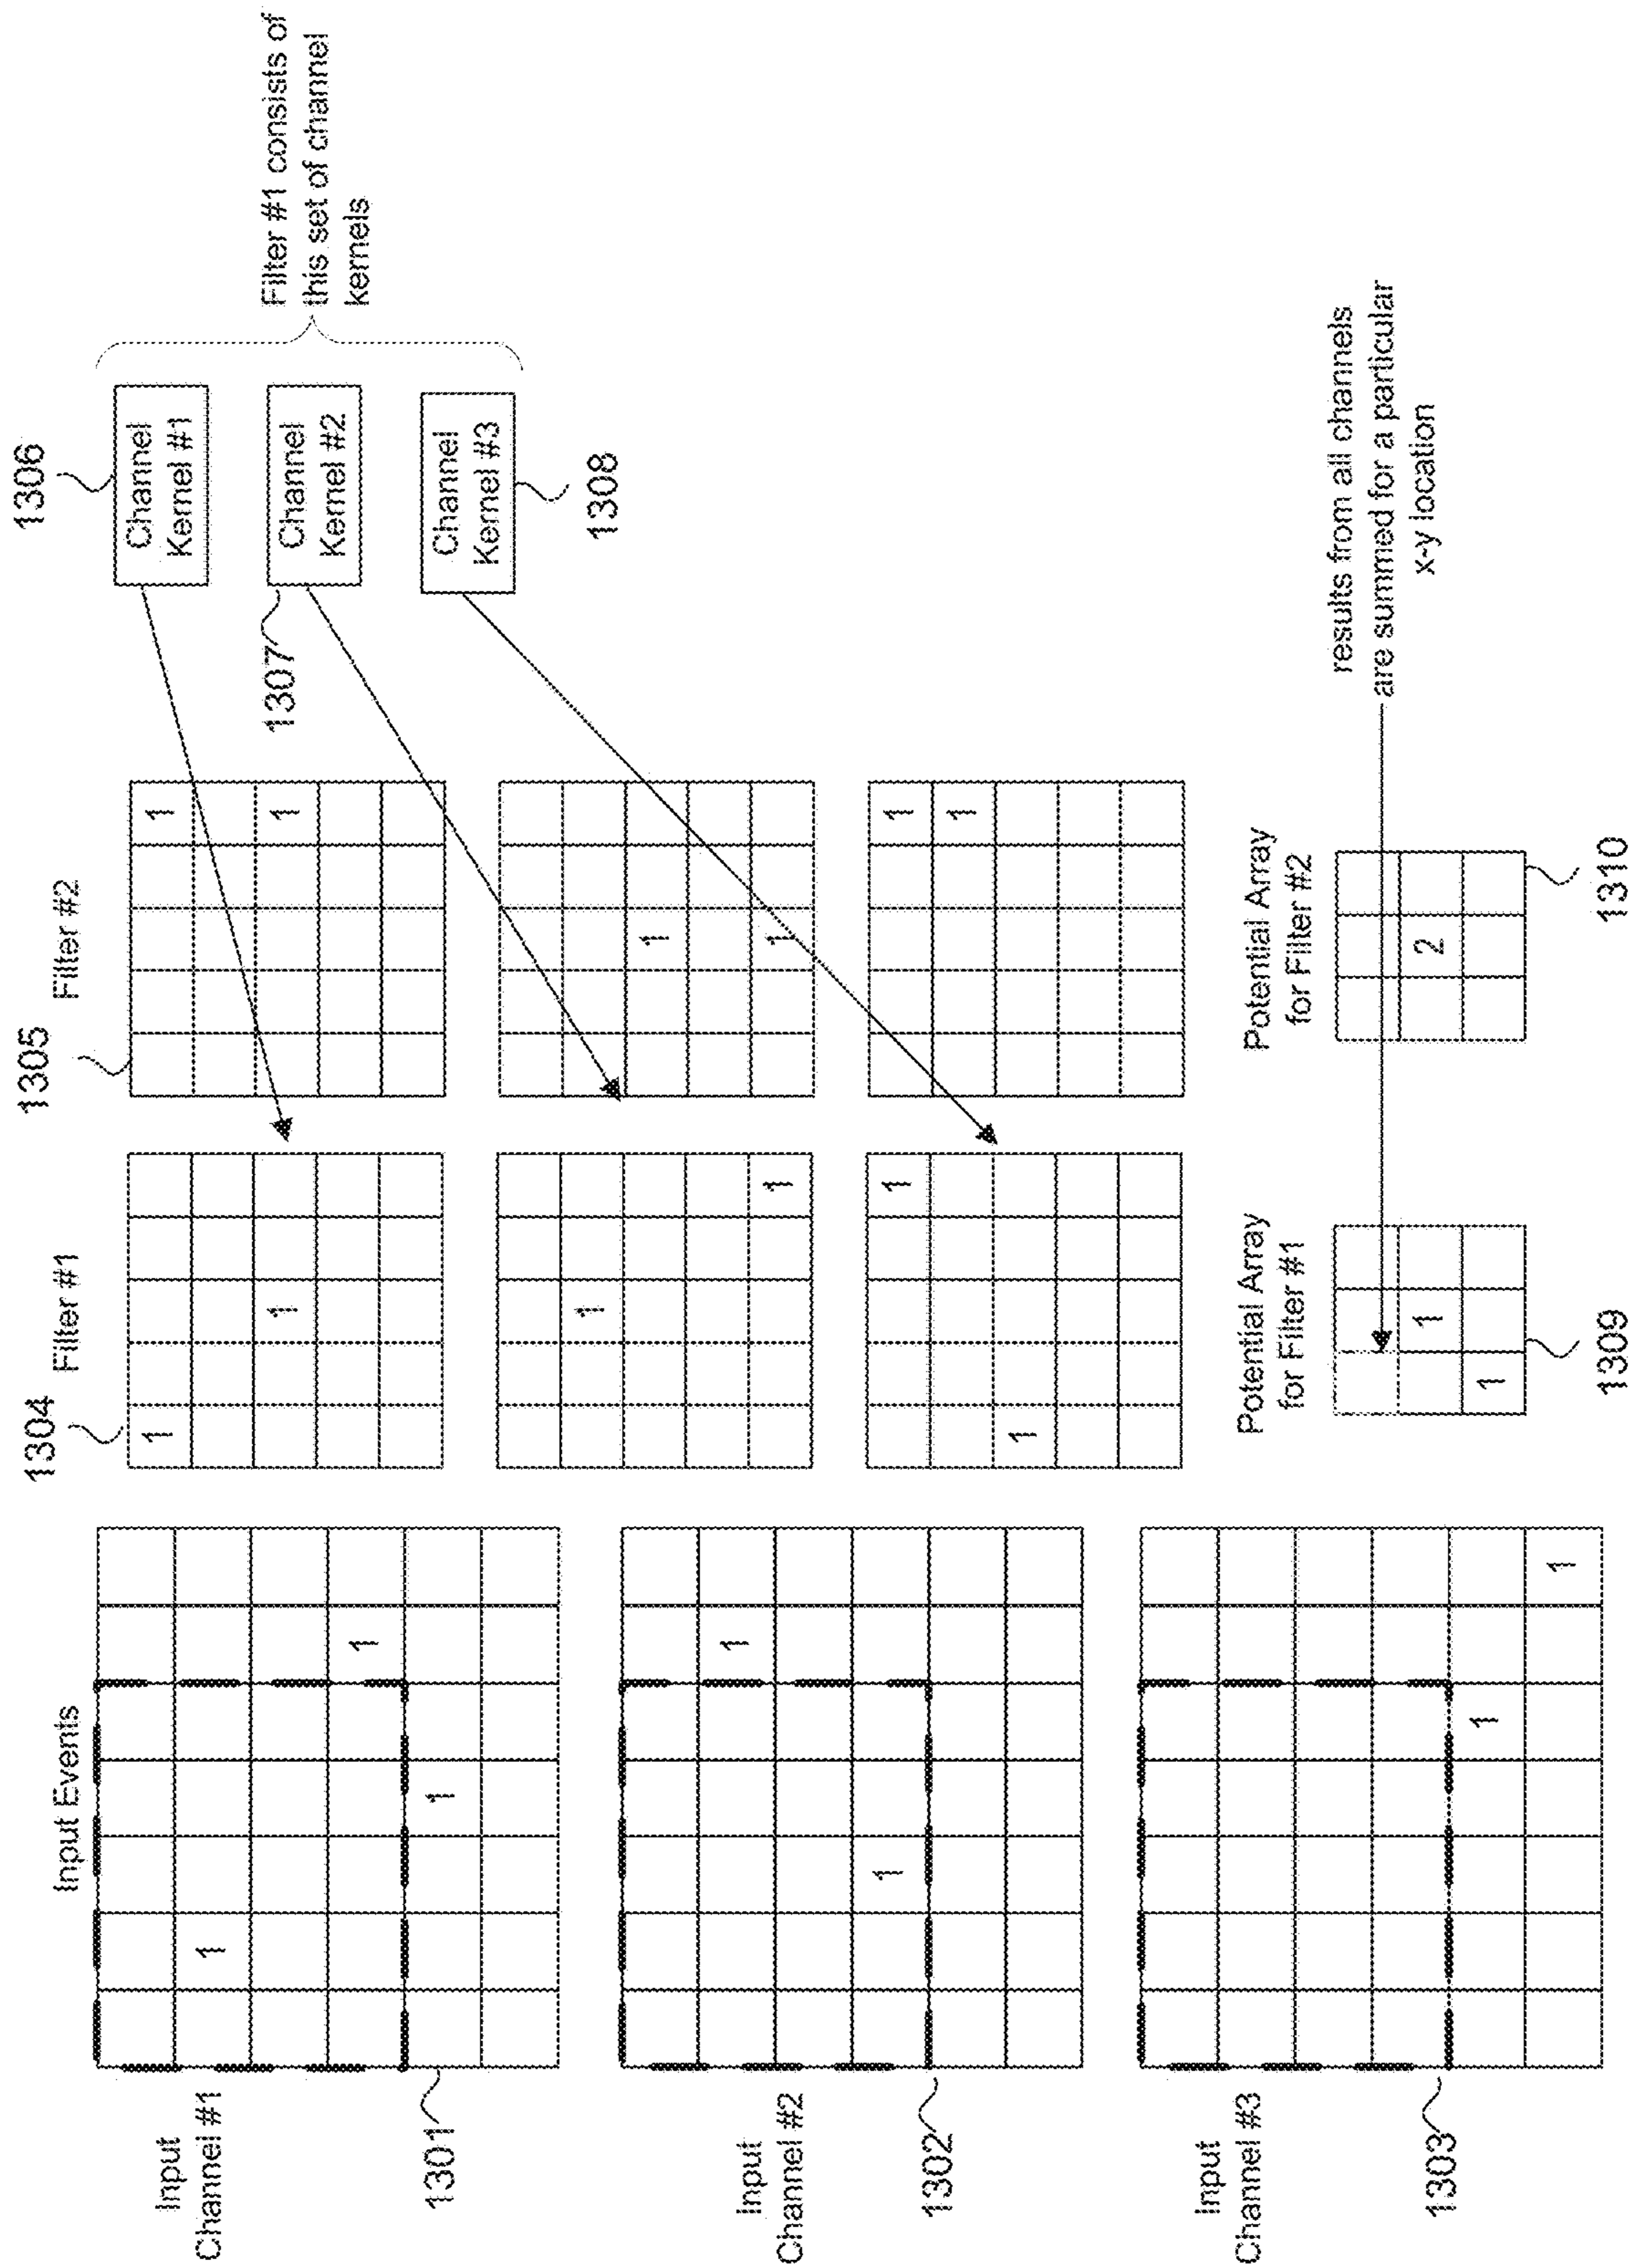 1304
1305
1306
Input Events
Filter #1
Filter #2
Input
Channel #1
1301
1
1
1
1
1
1
1
Channel
Kernel #1
1307
Channel
Kernel #2
Channel
Kernel #3
1308
Filter #1 consists of
this set of channel
kernels
Input
Channel #2
1302
1
1
1
1
1
1
Input
Channel #3
1303
1
1
1
1
1
1
Potential Array
for Filter #1
1
1
1309
Potential Array
for Filter #2
2
1310
results from all channels
are summed for a particular
x-y location